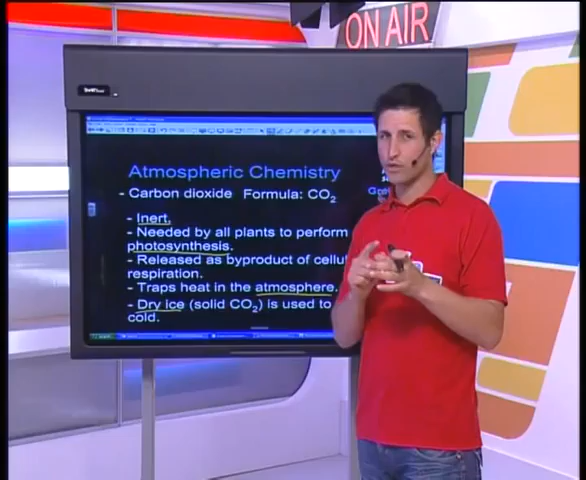 ON AIR
Atmospheric Chemistry
- Carbon dioxide Formula: CO₂
- Inert.
- Needed by all plants to perform
photosynthesis.
- Released as byproduct of cellu
respiration.
- Traps heat in the atmosphere.
- Dry ice (solid CO₂) is used to
cold.